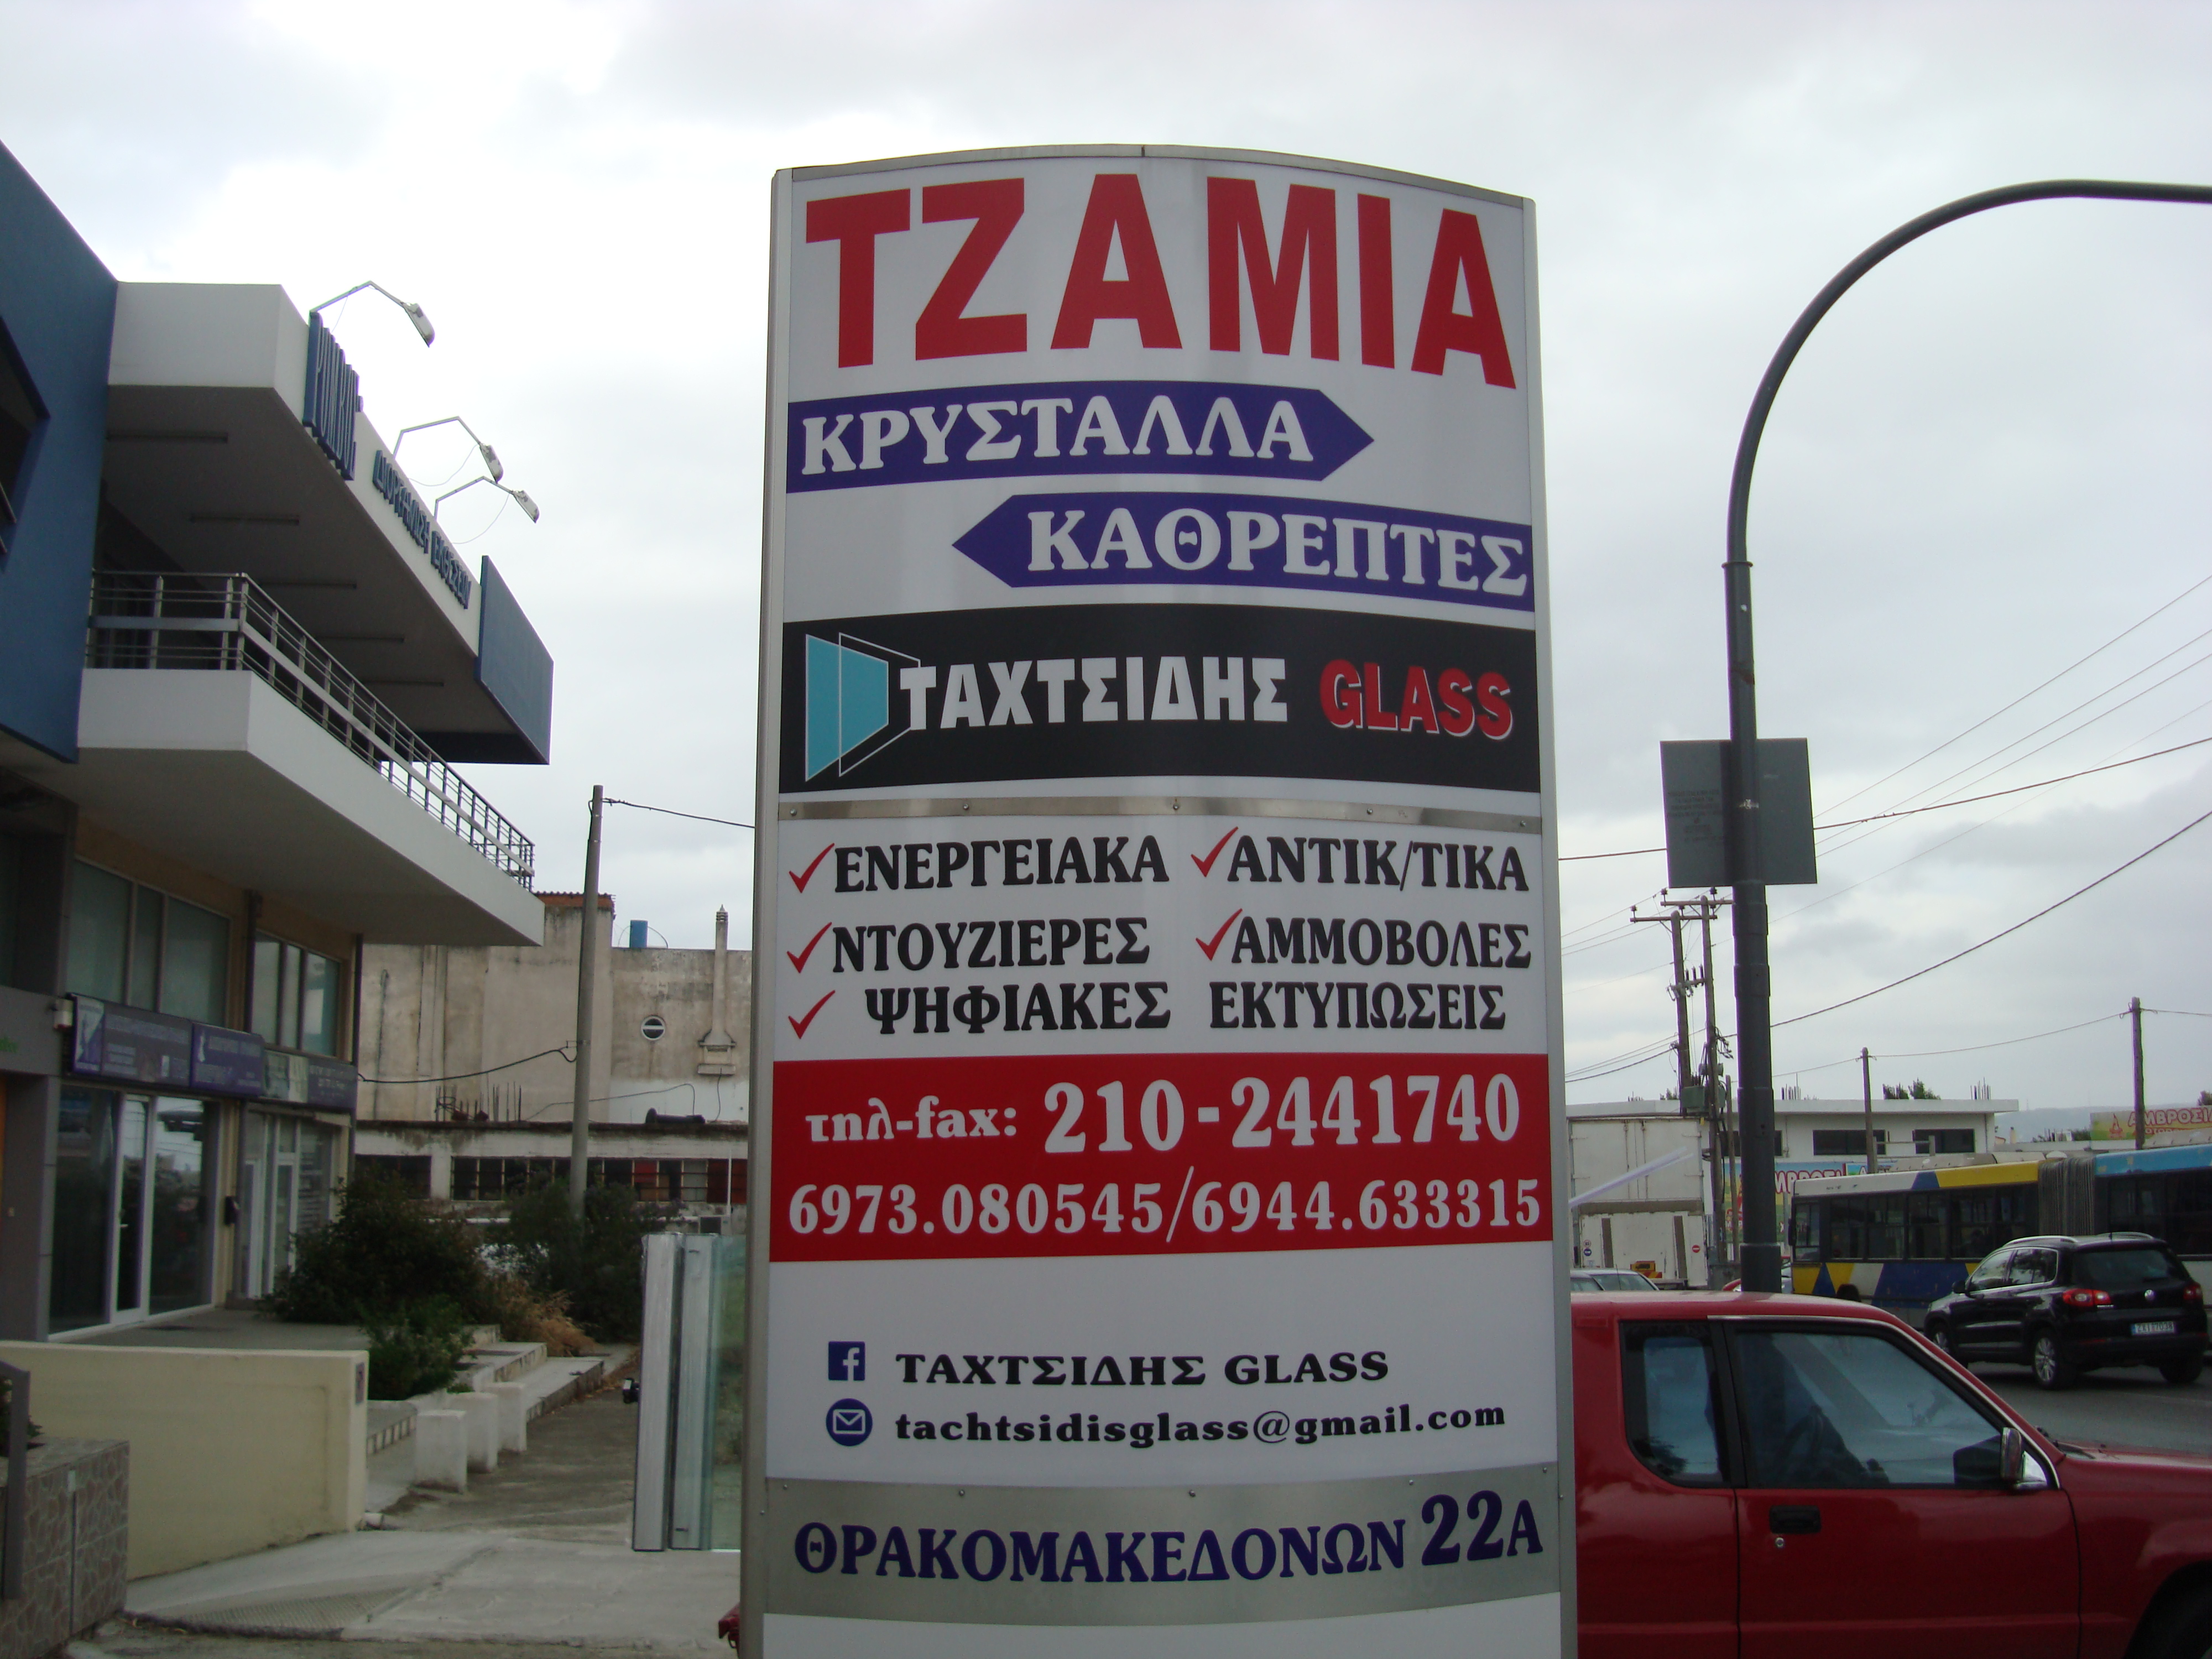 ΤΖΑΜΙΑ
ΚΡΥΣΤΑΛΛΑ
ΚΑΘΡΕΠΤΕΣ
ΤΑΧΤΣΙΔΗΣ GLASS
ΕΝΕΡΓΕΙΑΚΑ ΑΝΤΙΚ/ΤΙΚΑ
ΝΤΟΥΖΙΕΡΕΣ ΑΜΜΟΒΟΛΕΣ
ΨΗΦΙΑΚΕΣ ΕΚΤΥΠΩΣΕΙΣ
τηλ-fax: 210-2441740
6973.080545/6944.633315
ΤΑΧΤΣΙΔΗΣ GLASS
tachtsidisglass@gmail.com
ΘΡΑΚΟΜΑΚΕΔΟΝΩΝ 22Α